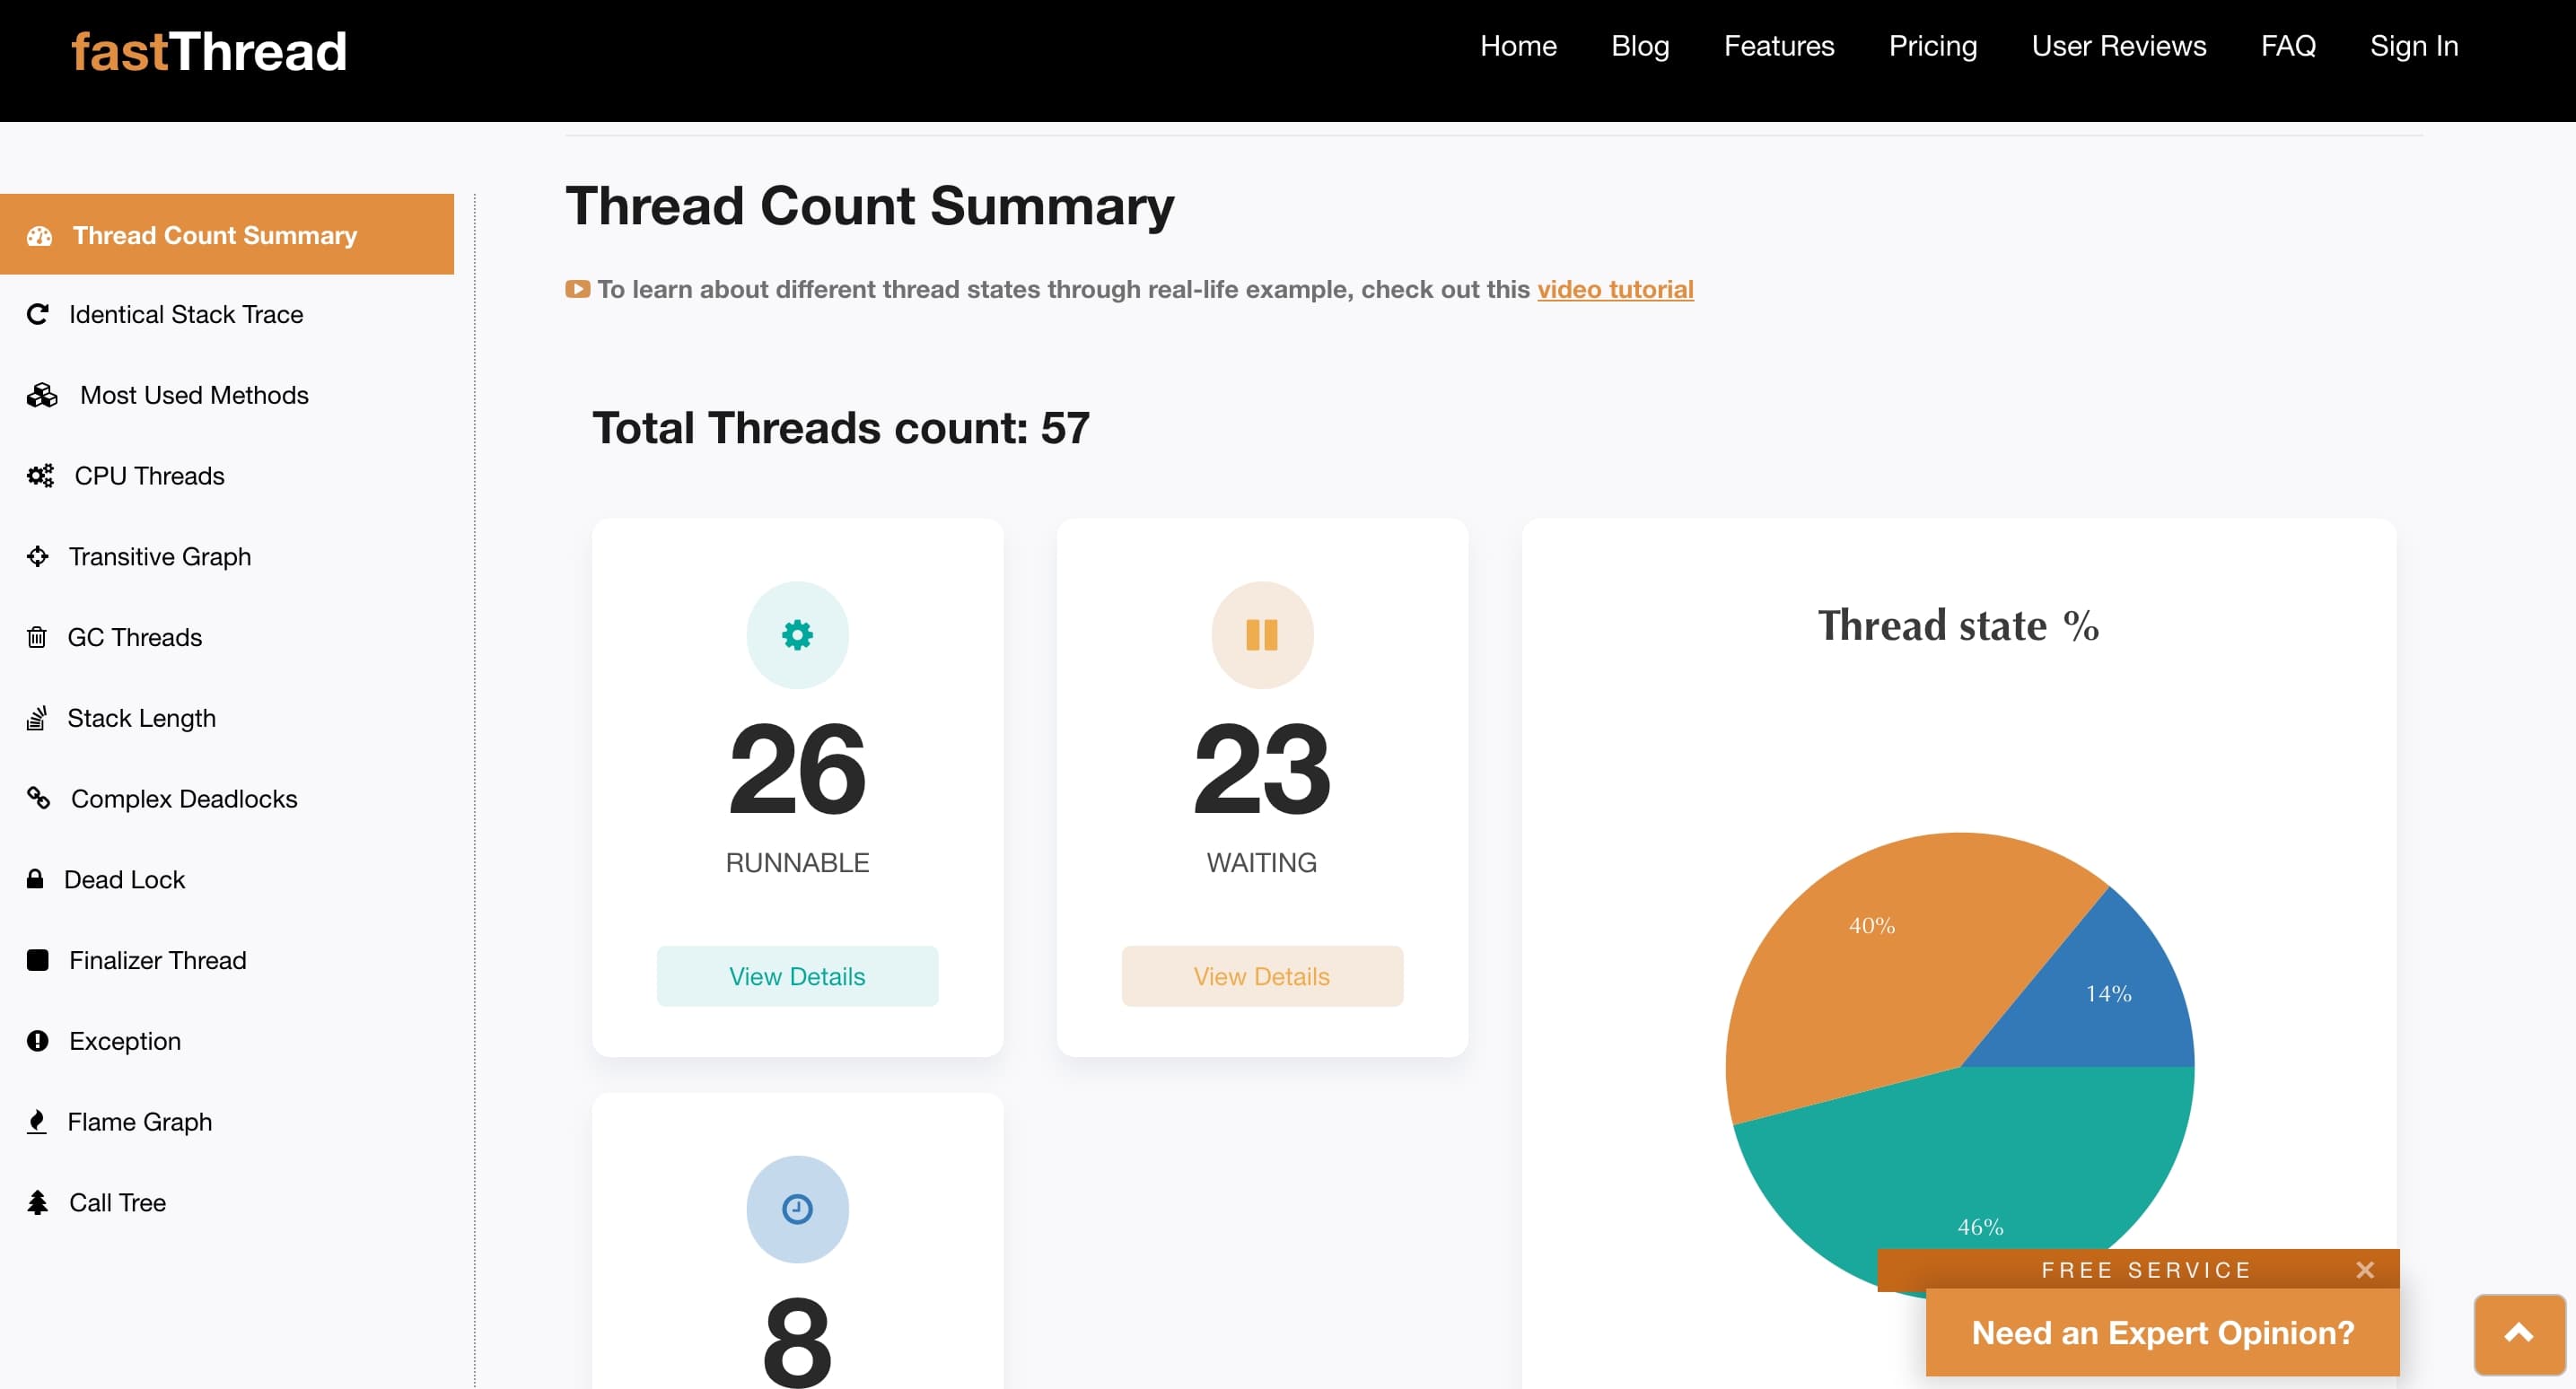 fastThread
Home Blog Features Pricing User Reviews FAQ Sign In
Thread Count Summary
Identical Stack Trace
Most Used Methods
CPU Threads
Transitive Graph
GC Threads
Stack Length
Complex Deadlocks
Dead Lock
Finalizer Thread
Exception
Flame Graph
Call Tree
Thread Count Summary
To learn about different thread states through real-life example, check out this video tutorial
Total Threads count: 57
26
RUNNABLE
View Details
23
WAITING
View Details
8
Thread state %
40%
14%
46%
FREE SERVICE
Need an Expert Opinion?